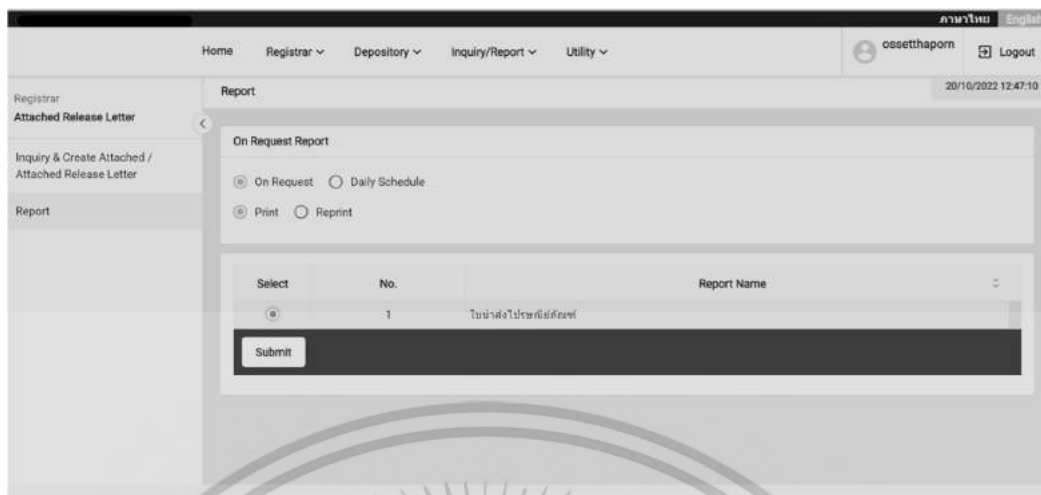 ภาษาไทย English
Home Registrar Depository Inquiry/Report Utility ossetthaporn Logout
Registrar
Attached Release Letter
Inquiry & Create Attached /
Attached Release Letter
Report
Report 20/10/2022 12:47:10
On Request Report
On Request Daily Schedule
Print Reprint
Select No. Report Name
1 ใบนำส่งไปรษณีย์ภัณฑ์
Submit